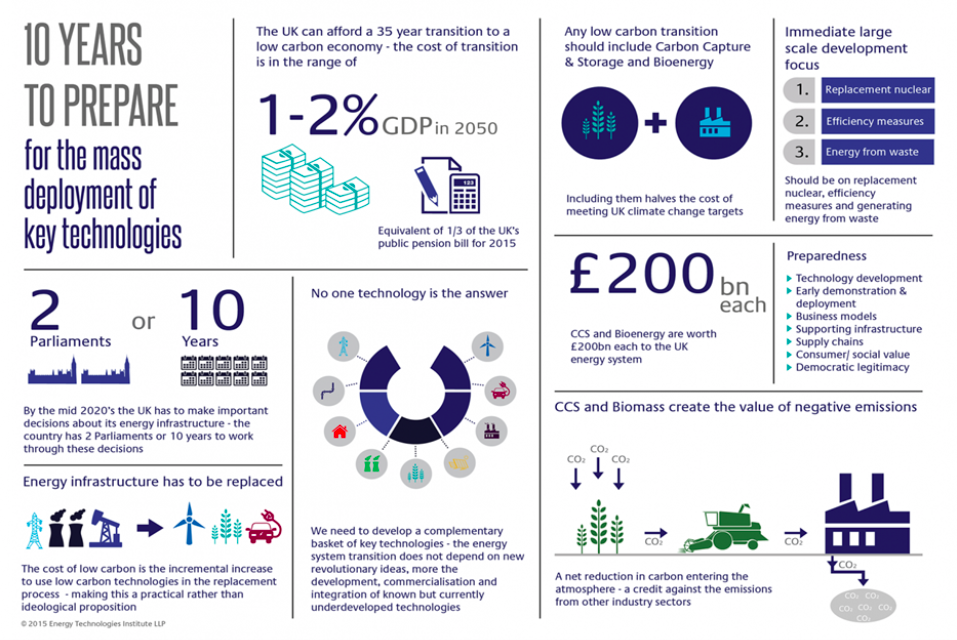 10 YEARS
TO PREPARE
for the mass
deployment of
key technologies
The UK can afford a 35 year transition to a
low carbon economy - the cost of transition
is in the range of
1-2% GDP in 2050
123
Equivalent of 1/3 of the UK's
public pension bill for 2015
Any low carbon transition
should include Carbon Capture
& Storage and Bioenergy
+
Including them halves the cost of
meeting UK climate change targets
Immediate large
scale development
focus
1. Replacement nuclear
2. Efficiency measures
3. Energy from waste
Should be on replacement
nuclear, efficiency
measures and generating
energy from waste
2 or 10
Parliaments Years
By the mid 2020's the UK has to make important
decisions about its energy infrastructure - the
country has 2 Parliaments or 10 years to work
through these decisions
Energy infrastructure has to be replaced
The cost of low carbon is the incremental increase
to use low carbon technologies in the replacement
process - making this a practical rather than
ideological proposition
© 2015 Energy Technologies Institute LLP
No one technology is the answer
We need to develop a complementary
basket of key technologies - the energy
system transition does not depend on new
revolutionary ideas, more the
development, commercialisation and
integration of known but currently
underdeveloped technologies
£200 bn
each
CCS and Bioenergy are worth
£200bn each to the UK
energy system
Preparedness
Technology development
Early demonstration &
deployment
Business models
Supporting infrastructure
Supply chains
Consumer/ social value
Democratic legitimacy
CCS and Biomass create the value of negative emissions
CO₂ CO₂ CO₂
CO₂ CO₂
CO₂
CO₂ CO₂
CO₂ CO₂ CO₂
CO₂
A net reduction in carbon entering the
atmosphere - a credit against the emissions
from other industry sectors